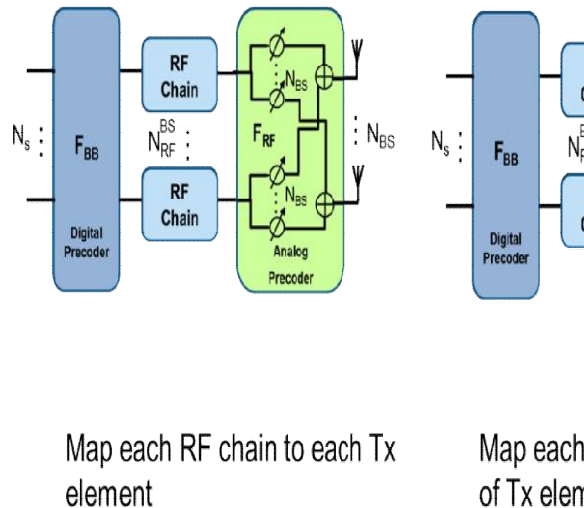 RF
Chain
N_BS
N_s
F_BB
N_RF^BS
F_RF
N_BS
RF
Chain
N_BS
Digital
Precoder
Analog
Precoder
N_s
F_BB
Digital
Precoder
Map each RF chain to each Tx
element
Map each
of Tx